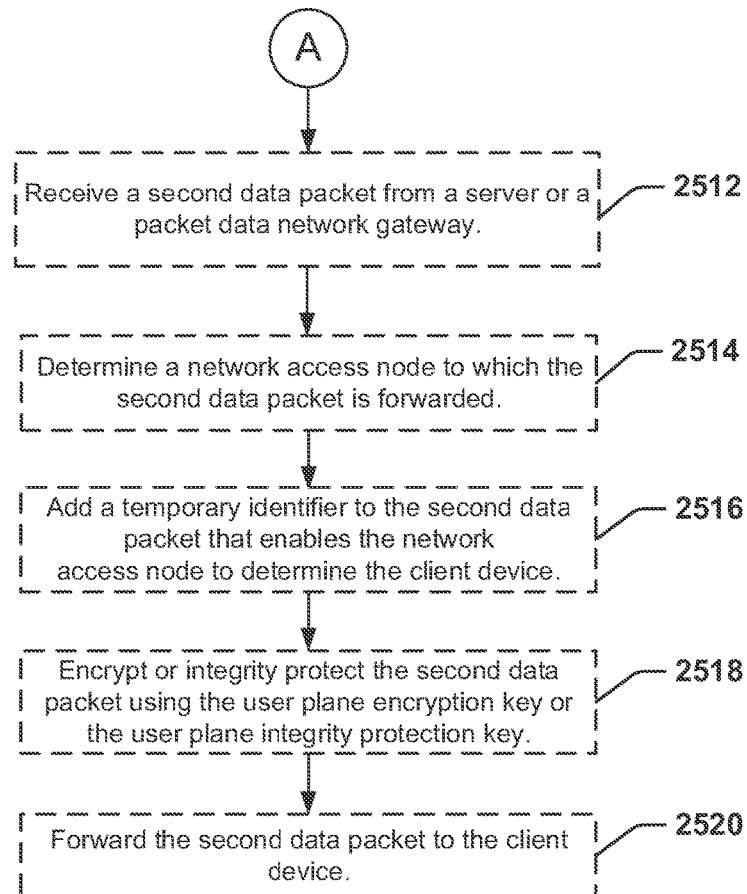 A
Receive a second data packet from a server or a
packet data network gateway.
2512
Determine a network access node to which the
second data packet is forwarded.
2514
Add a temporary identifier to the second data
packet that enables the network
access node to determine the client device.
2516
Encrypt or integrity protect the second data
packet using the user plane encryption key or
the user plane integrity protection key.
2518
Forward the second data packet to the client
device.
2520